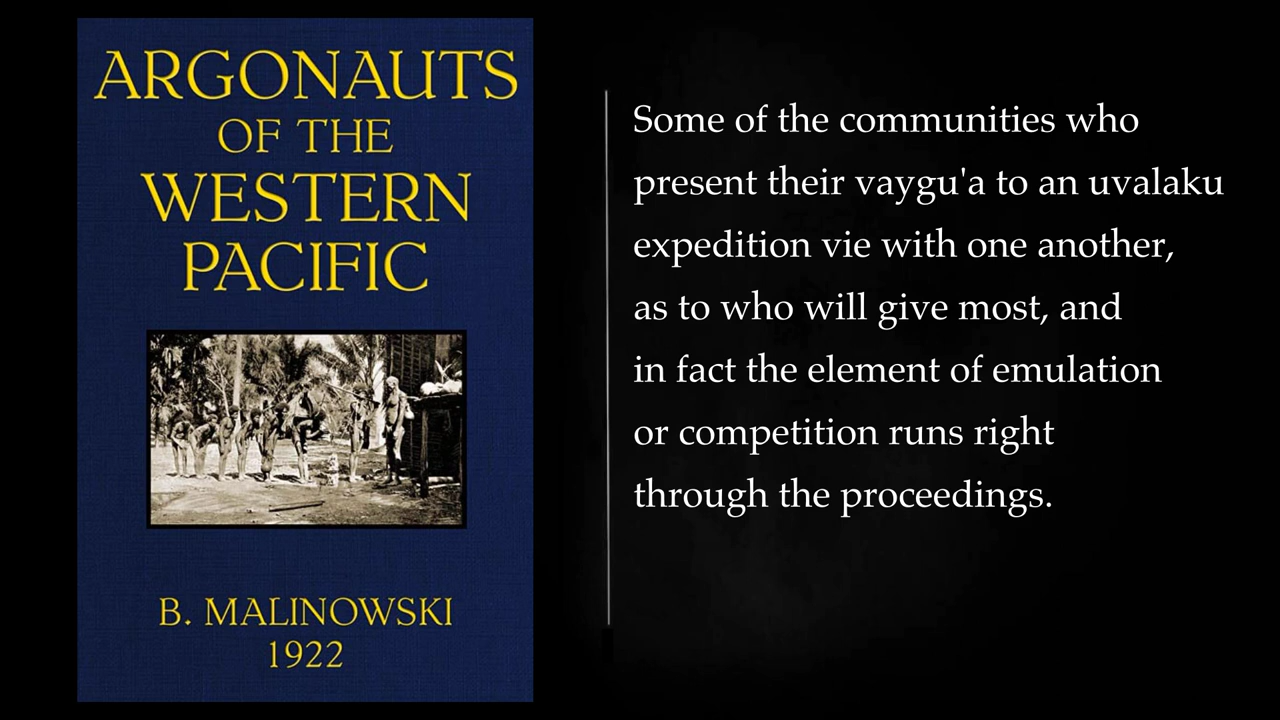 ARGONAUTS
OF THE
WESTERN
PACIFIC
B. MALINOWSKI
1922
Some of the communities who
present their vaygu'a to an uvalaku
expedition vie with one another,
as to who will give most, and
in fact the element of emulation
or competition runs right
through the proceedings.